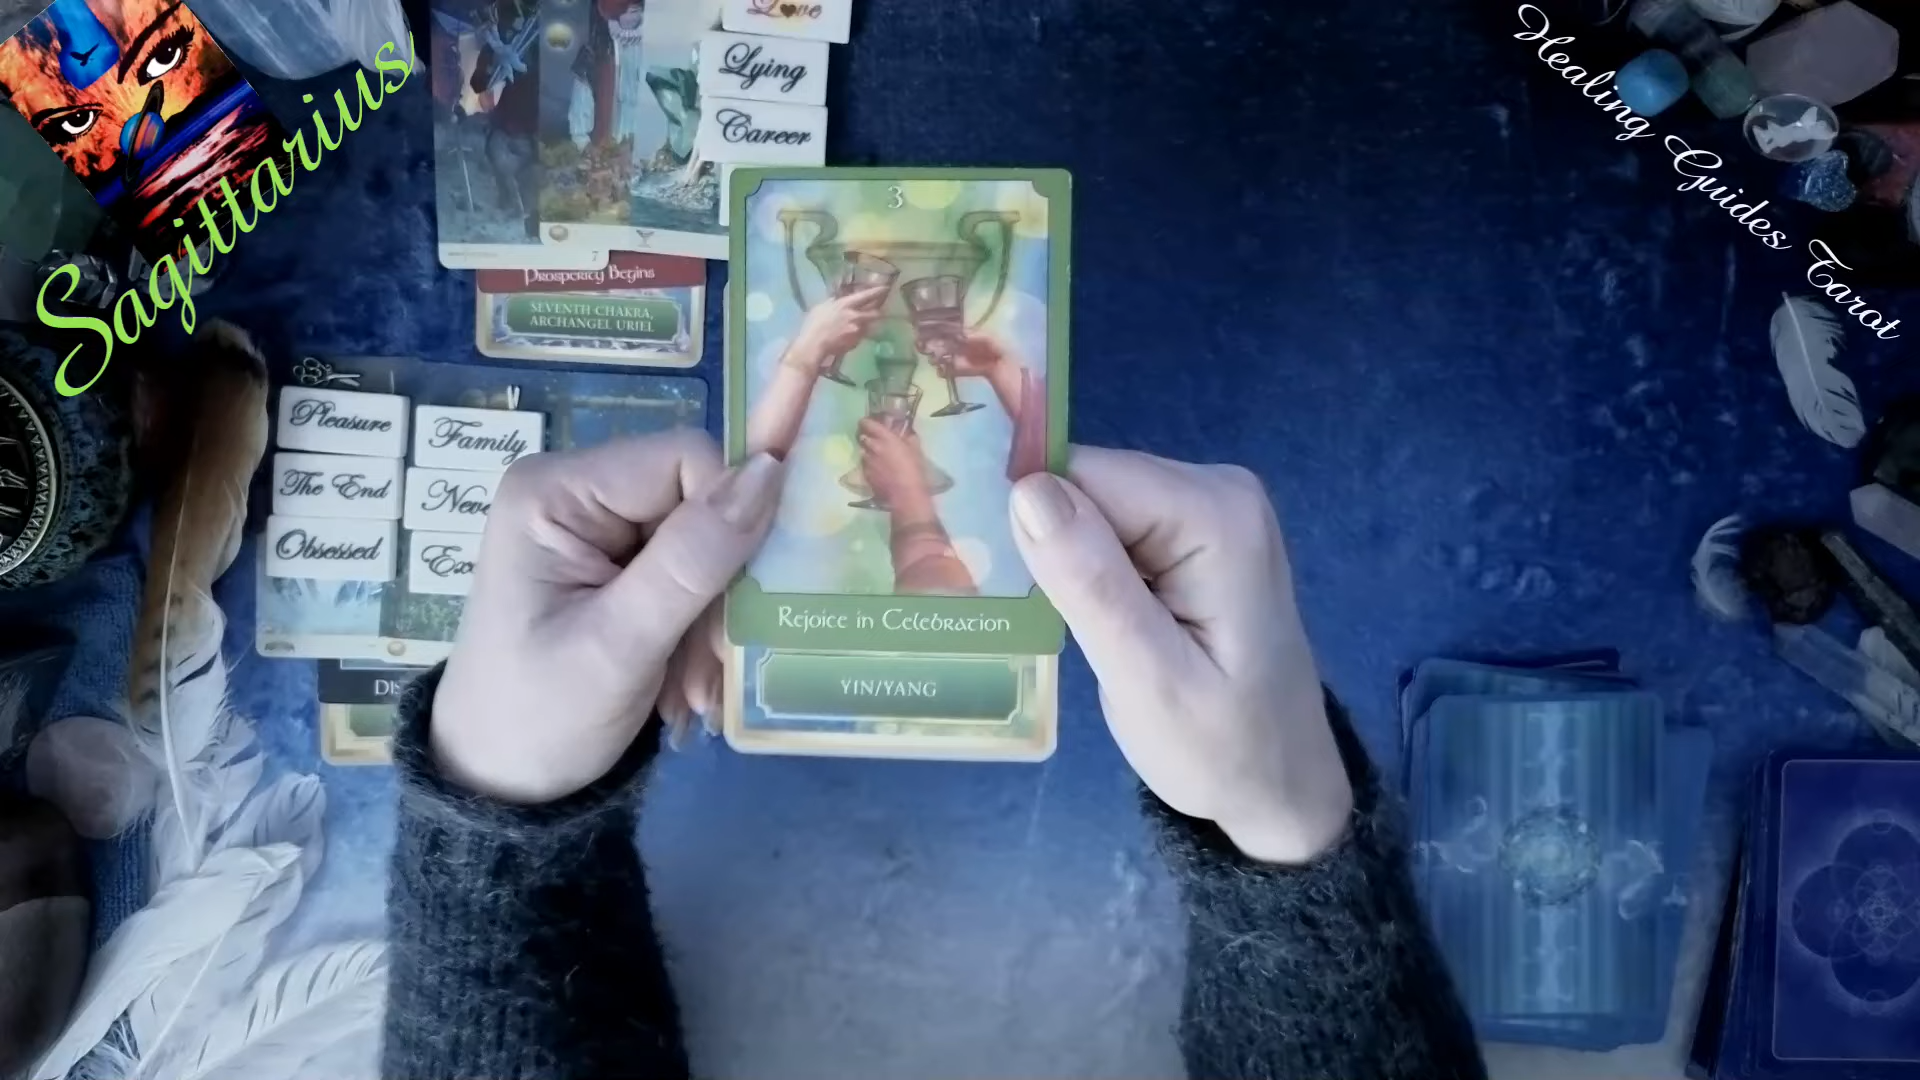 Sagittarius
Healing Guides Tarot
Love
Lying
Career
7
Prosperity Begins
SEVENTH CHAKRA,
ARCHANGEL URIEL
Pleasure
Family
The End
Obsessed
3
Rejoice in Celebration
YIN/YANG